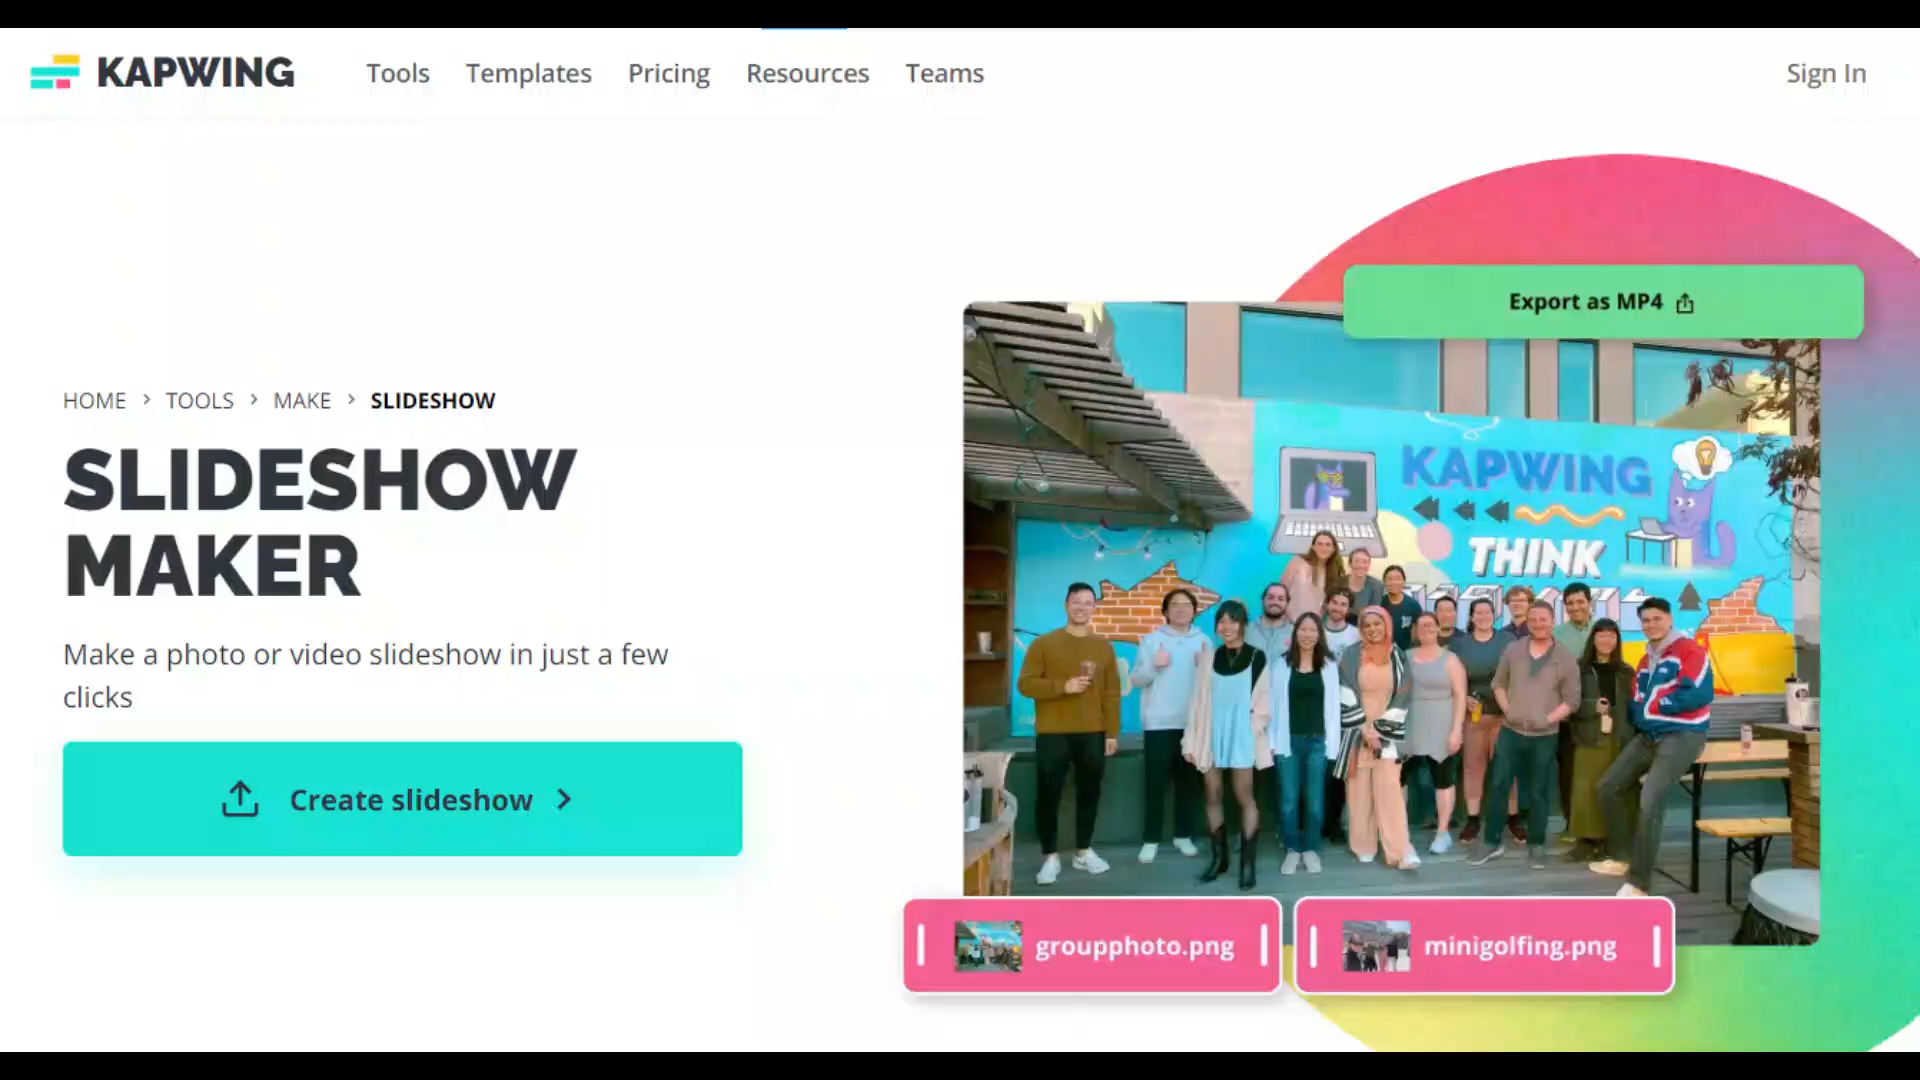 KAPWING
Tools
Templates
Pricing
Resources
Teams
Sign In
Export as MP4
HOME > TOOLS > MAKE > SLIDESHOW
SLIDESHOW
MAKER
Make a photo or video slideshow in just a few
clicks
Create slideshow >
KAPWING
THINK
groupphoto.png
minigolfing.png